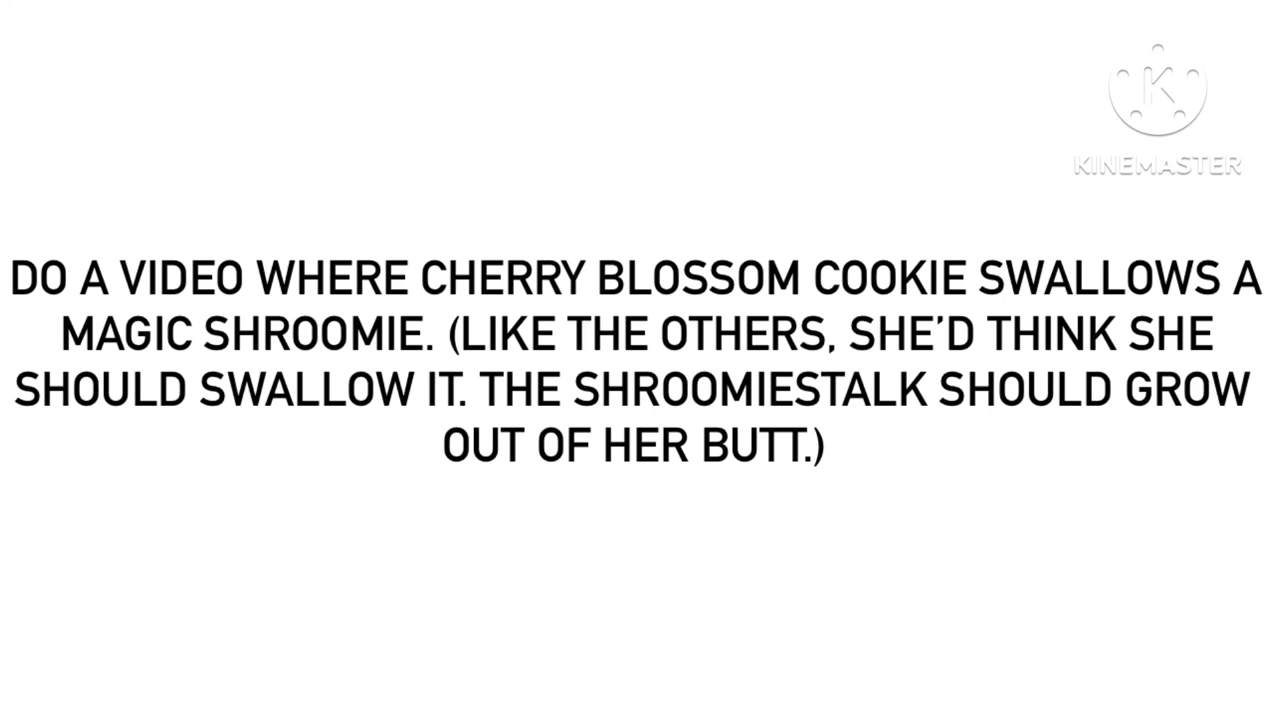 KINEMASTER
DO A VIDEO WHERE CHERRY BLOSSOM COOKIE SWALLOWS A
MAGIC SHROOMIE. (LIKE THE OTHERS, SHE'D THINK SHE
SHOULD SWALLOW IT. THE SHROOMIESTALK SHOULD GROW
OUT OF HER BUTT.)